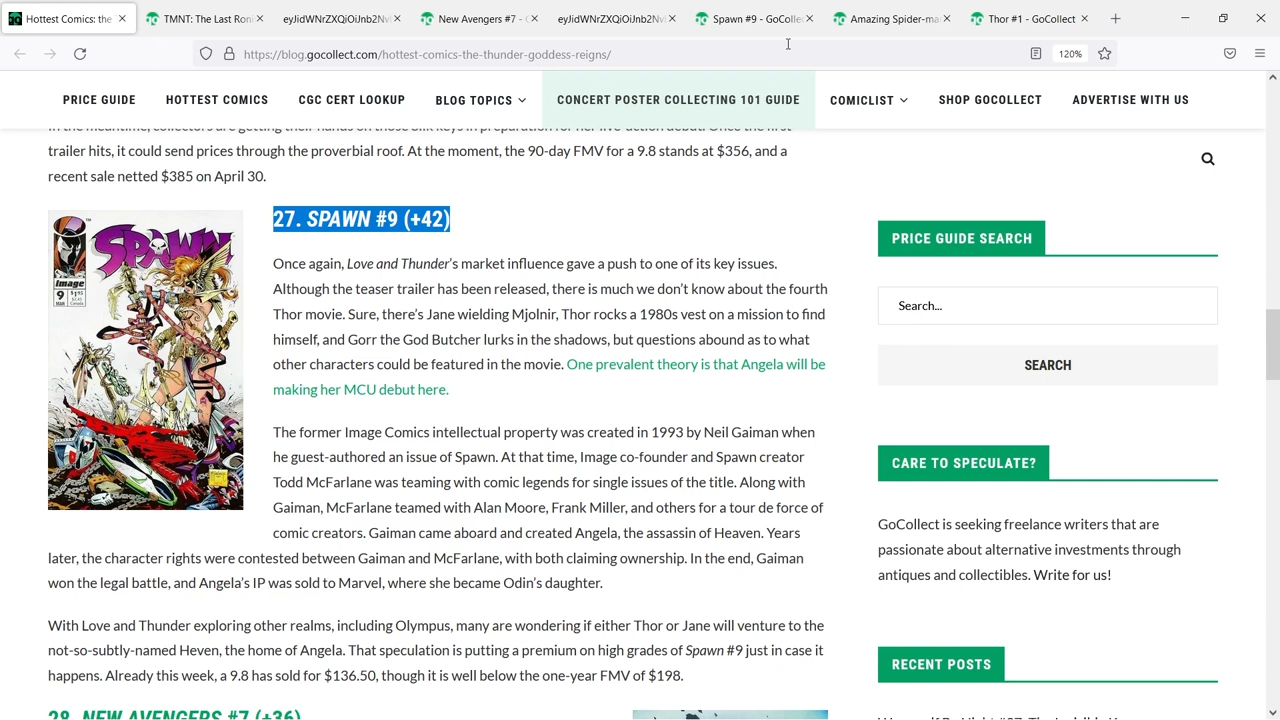 Hottest Comics: the
TMNT: The Last Ron
eyJidWNrZXQiOiJnb2Nv
New Avengers #7 - G
eyJidWNrZXQiOiJnb2Nv
Spawn #9 - GoCollec
Amazing Spider-ma
Thor #1 - GoCollect
https://blog.gocollect.com/hottest-comics-the-thunder-goddess-reigns/
120%
PRICE GUIDE
HOTTEST COMICS
CGC CERT LOOKUP
BLOG TOPICS
CONCERT POSTER COLLECTING 101 GUIDE
COMICLIST
SHOP GOCOLLECT
ADVERTISE WITH US
In the meantime, collectors are getting their hands on those Silk keys in preparation for her live-action debut. Once the first
trailer hits, it could send prices through the proverbial roof. At the moment, the 90-day FMV for a 9.8 stands at $356, and a
recent sale netted $385 on April 30.
SPAWN
image
9
MAR
$1.95
27. SPAWN #9 (+42)
Once again, Love and Thunder's market influence gave a push to one of its key issues.
Although the teaser trailer has been released, there is much we don't know about the fourth
Thor movie. Sure, there's Jane wielding Mjolnir, Thor rocks a 1980s vest on a mission to find
himself, and Gorr the God Butcher lurks in the shadows, but questions abound as to what
other characters could be featured in the movie. One prevalent theory is that Angela will be
making her MCU debut here.
The former Image Comics intellectual property was created in 1993 by Neil Gaiman when
he guest-authored an issue of Spawn. At that time, Image co-founder and Spawn creator
Todd McFarlane was teaming with comic legends for single issues of the title. Along with
Gaiman, McFarlane teamed with Alan Moore, Frank Miller, and others for a tour de force of
comic creators. Gaiman came aboard and created Angela, the assassin of Heaven. Years
later, the character rights were contested between Gaiman and McFarlane, with both claiming ownership. In the end, Gaiman
won the legal battle, and Angela's IP was sold to Marvel, where she became Odin's daughter.
With Love and Thunder exploring other realms, including Olympus, many are wondering if either Thor or Jane will venture to the
not-so-subtly-named Heven, the home of Angela. That speculation is putting a premium on high grades of Spawn #9 just in case it
happens. Already this week, a 9.8 has sold for $136.50, though it is well below the one-year FMV of $198.
28. NEW AVENGERS #7 (+36)
PRICE GUIDE SEARCH
Search...
SEARCH
CARE TO SPECULATE?
GoCollect is seeking freelance writers that are
passionate about alternative investments through
antiques and collectibles. Write for us!
RECENT POSTS